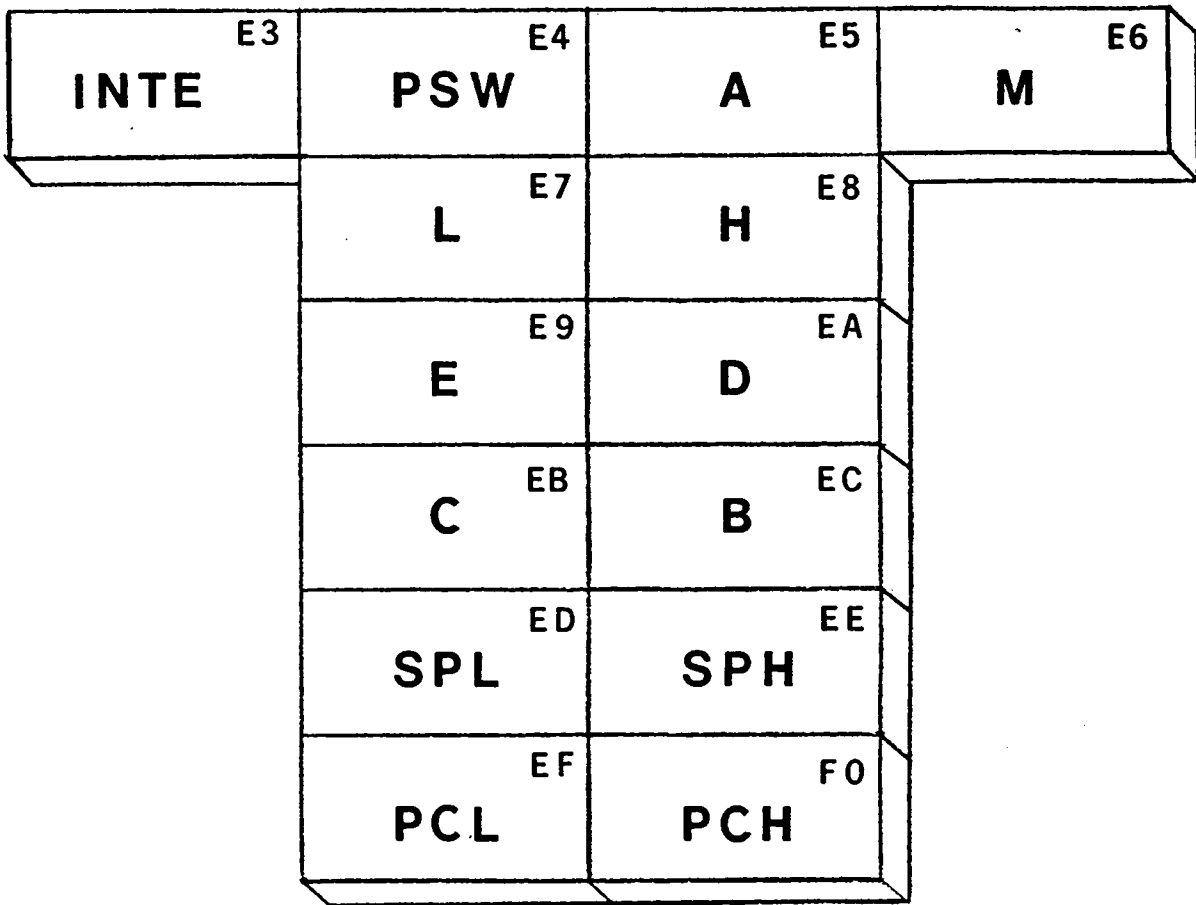 E3 E4 E5 E6
INTE PSW A M
E7 E8
L H
E9 EA
E D
EB EC
C B
ED EE
SPL SPH
EF F0
PCL PCH